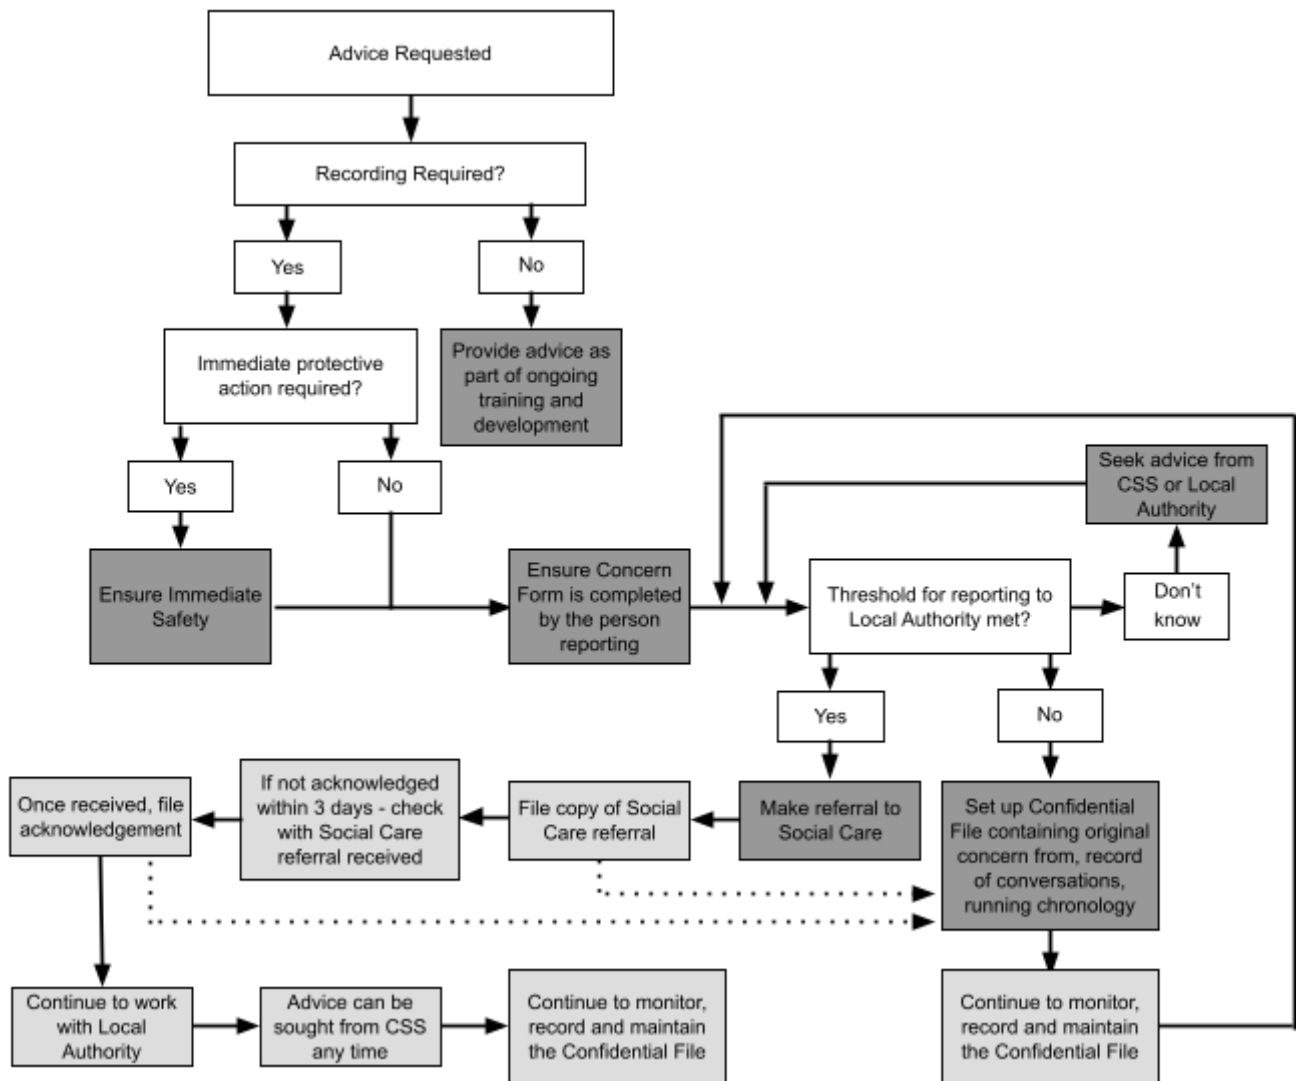 Advice Requested
Recording Required?
Yes
No
Immediate protective
action required?
Provide advice as
part of ongoing
training and
development
Yes
No
Seek advice from
CSS or Local
Authority
Ensure Immediate
Safety
Ensure Concern
Form is completed
by the person
reporting
Threshold for reporting to
Local Authority met?
Don't
know
Yes
No
Once received, file
acknowledgement
If not acknowledged
within 3 days - check
with Social Care
referral received
File copy of Social
Care referral
Make referral to
Social Care
Set up Confidential
File containing original
concern from, record
of conversations,
running chronology
Continue to work
with Local
Authority
Advice can be
sought from CSS
any time
Continue to monitor,
record and maintain
the Confidential File
Continue to monitor,
record and maintain
the Confidential File